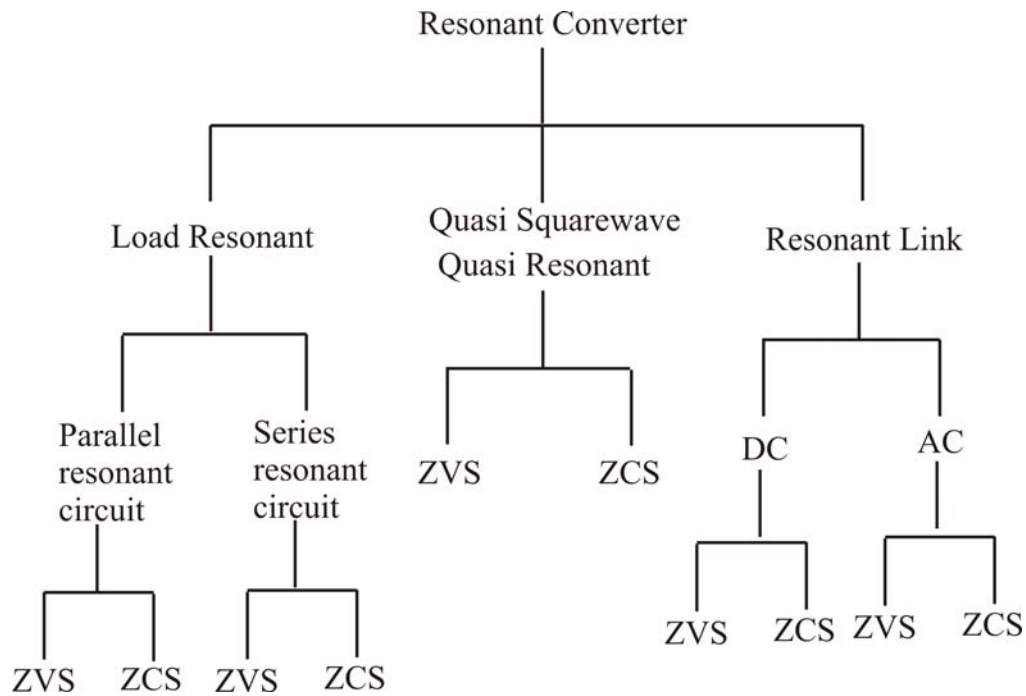 Resonant Converter
Load Resonant
Quasi Squarewave
Quasi Resonant
Resonant Link
Parallel
resonant
circuit
Series
resonant
circuit
ZVS
ZCS
DC
AC
ZVS
ZCS
ZVS
ZCS
ZVS
ZCS
ZVS
ZCS